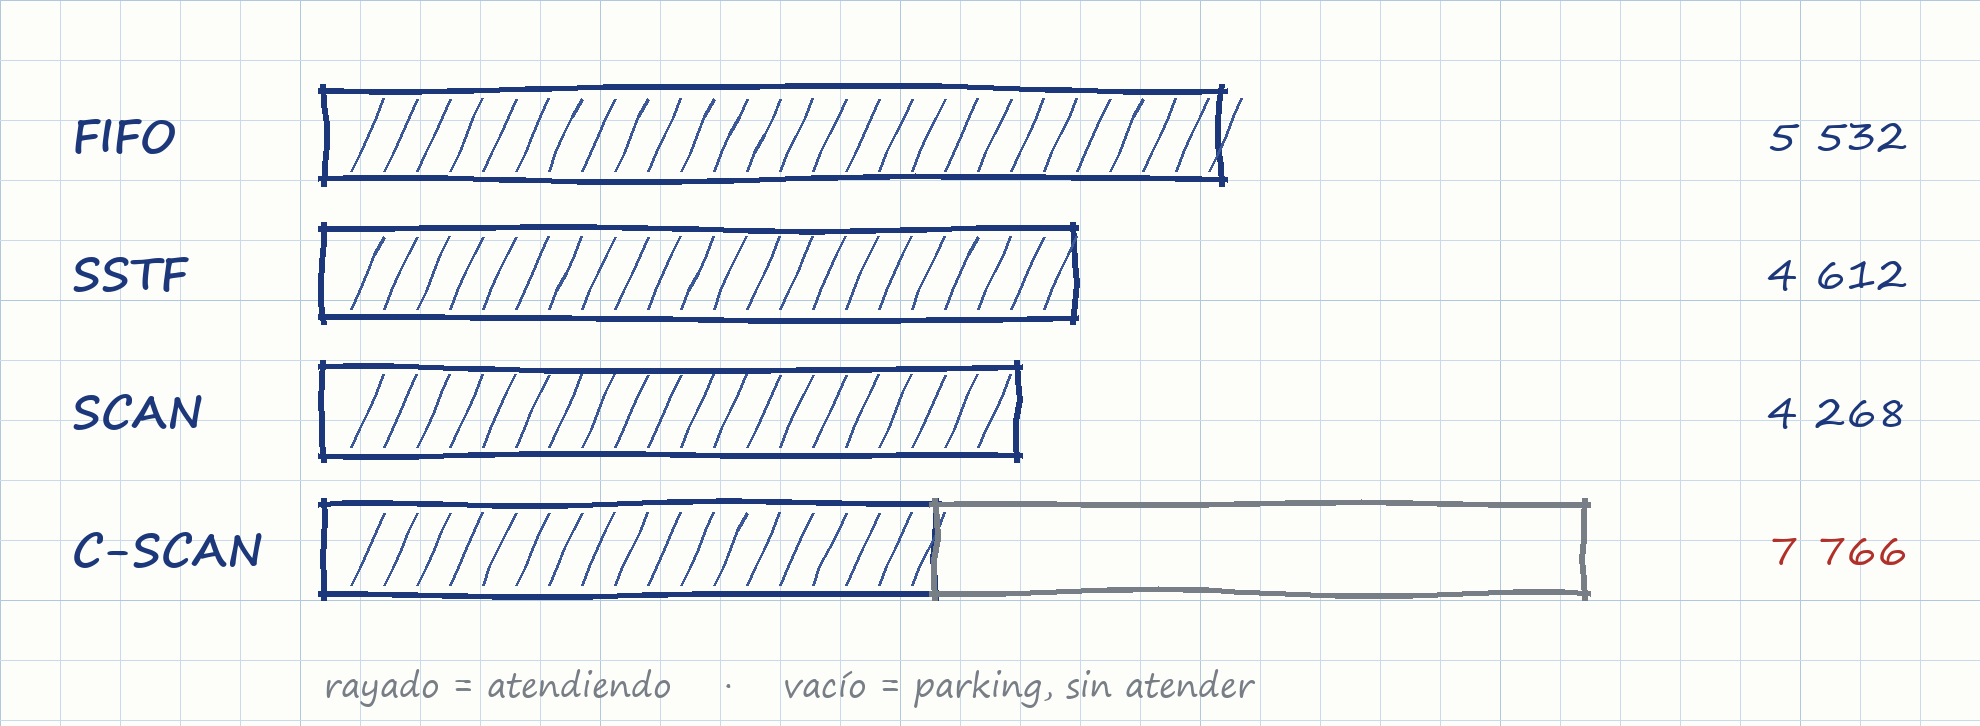 FIFO 5 532
SSTF 4 612
SCAN 4 268
C-SCAN 7 766
rayado = atendiendo · vacío = parking, sin atender